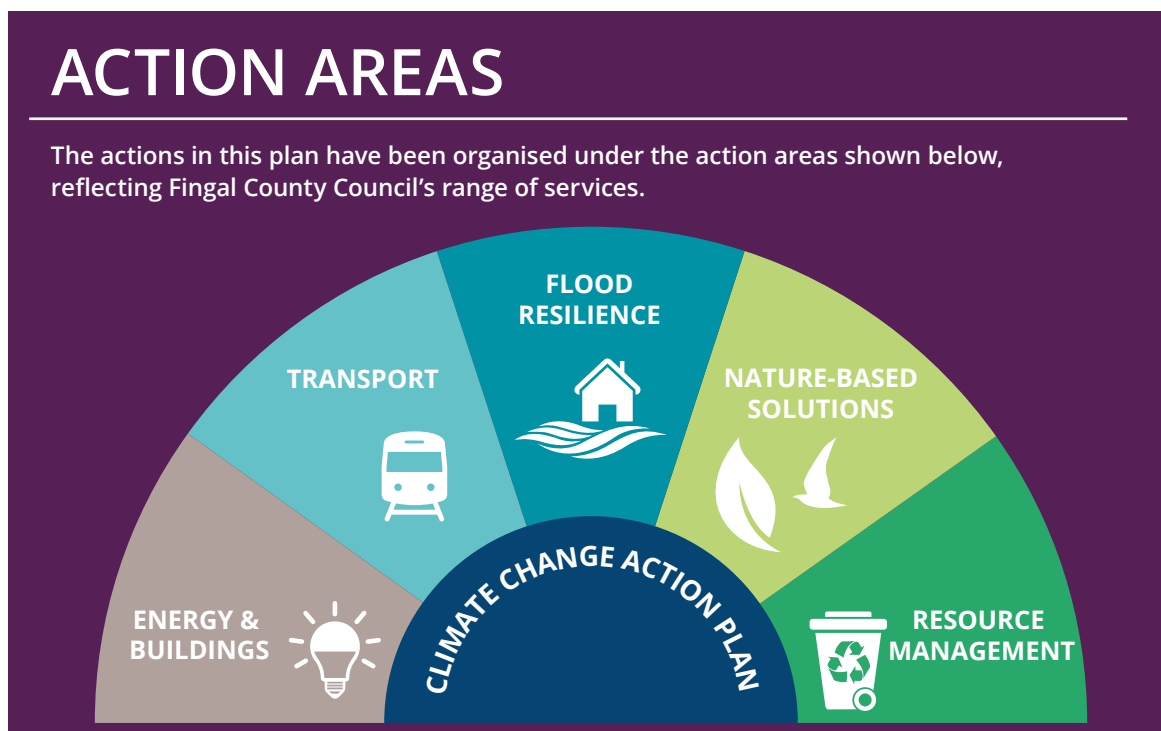 ACTION AREAS
The actions in this plan have been organised under the action areas shown below,
reflecting Fingal County Council’s range of services.
ENERGY &
BUILDINGS
TRANSPORT
FLOOD
RESILIENCE
NATURE-BASED
SOLUTIONS
RESOURCE
MANAGEMENT
CLIMATE CHANGE ACTION PLAN